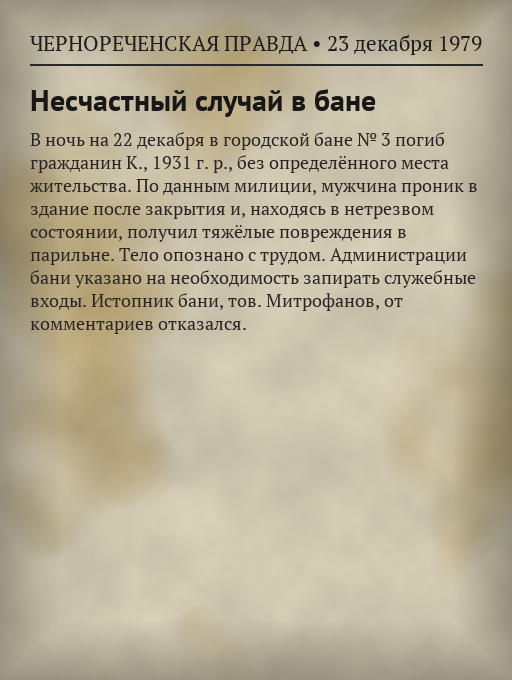 ЧЕРНОРЕЧЕНСКАЯ ПРАВДА • 23 декабря 1979
Несчастный случай в бане
В ночь на 22 декабря в городской бане № 3 погиб
гражданин К., 1931 г. р., без определённого места
жительства. По данным милиции, мужчина проник в
здание после закрытия и, находясь в нетрезвом
состоянии, получил тяжёлые повреждения в
парильне. Тело опознано с трудом. Администрации
бани указано на необходимость запирать служебные
входы. Истопник бани, тов. Митрофанов, от
комментариев отказался.